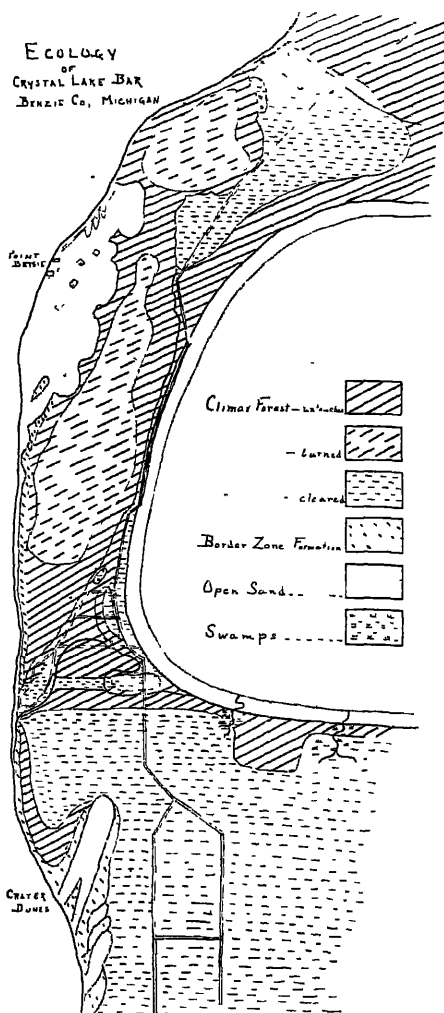 ECOLOGY
OF
CRYSTAL LAKE BAR
BENZIE CO, MICHIGAN
POINT
BETSIE
Climax Forest -
- burned
" - cleared
Border Zone Formation
Open Sand
Swamps
CRATER
DUNES